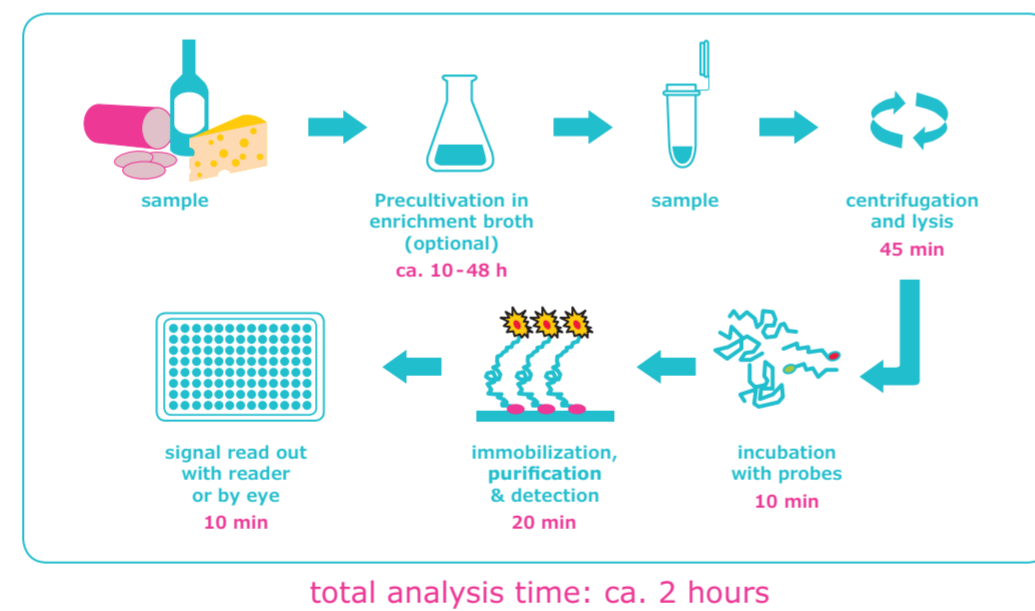 sample
Precultivation in
enrichment broth
(optional)
ca. 10-48 h
sample
centrifugation
and lysis
45 min
signal read out
with reader
or by eye
10 min
immobilization,
purification
& detection
20 min
incubation
with probes
10 min
total analysis time: ca. 2 hours